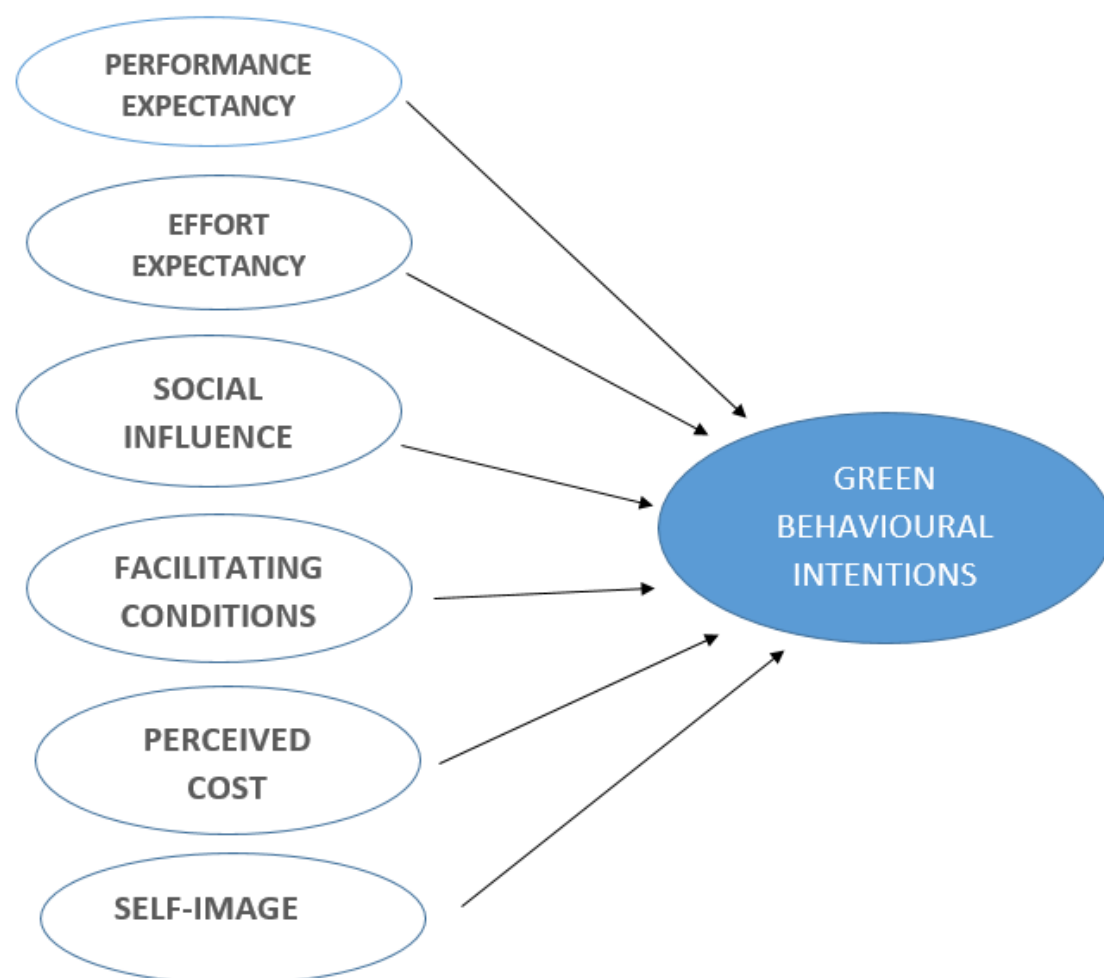 PERFORMANCE
EXPECTANCY
EFFORT
EXPECTANCY
SOCIAL
INFLUENCE
FACILITATING
CONDITIONS
PERCEIVED
COST
SELF-IMAGE
GREEN
BEHAVIOURAL
INTENTIONS